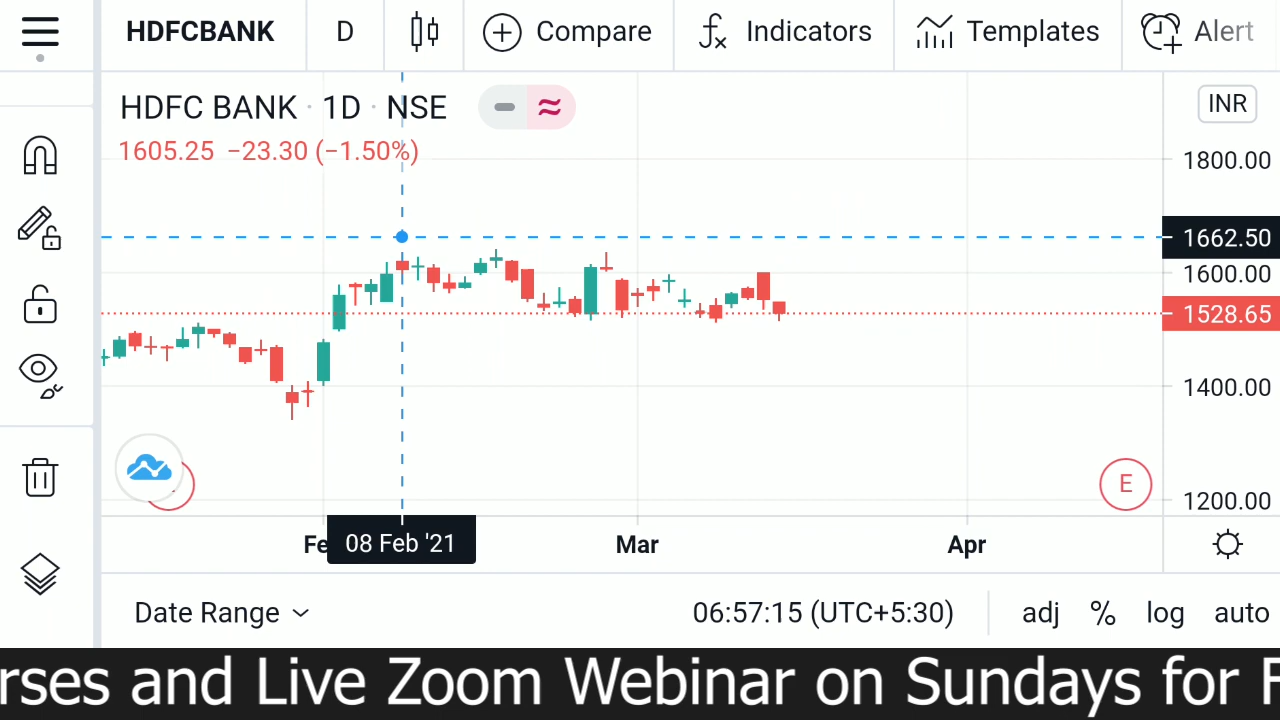 HDFCBANK D Compare Indicators Templates Alert
HDFC BANK · 1D · NSE
INR
1605.25 −23.30 (−1.50%)
1800.00
1662.50
1600.00
1528.65
1400.00
1200.00
E
Fe 08 Feb '21 Mar Apr
Date Range 06:57:15 (UTC+5:30) adj % log auto
rses and Live Zoom Webinar on Sundays for F